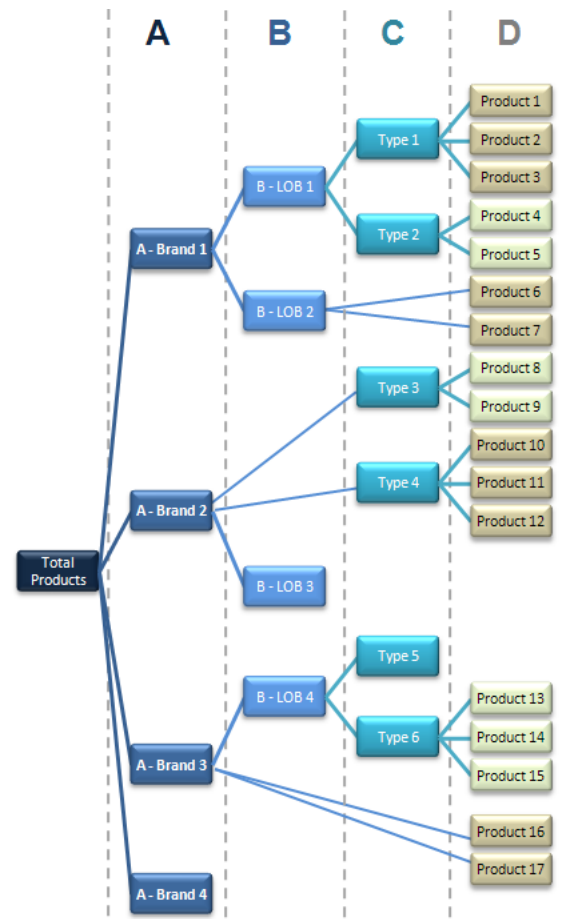 A B C D
Product 1
Type 1
Product 2
Product 3
B - LOB 1
Product 4
Type 2
A - Brand 1
Product 5
Product 6
B - LOB 2
Product 7
Product 8
Type 3
Product 9
Product 10
Type 4
Product 11
A - Brand 2
Product 12
Total
Products
B - LOB 3
Type 5
B - LOB 4
Product 13
Type 6
Product 14
A - Brand 3
Product 15
Product 16
Product 17
A - Brand 4